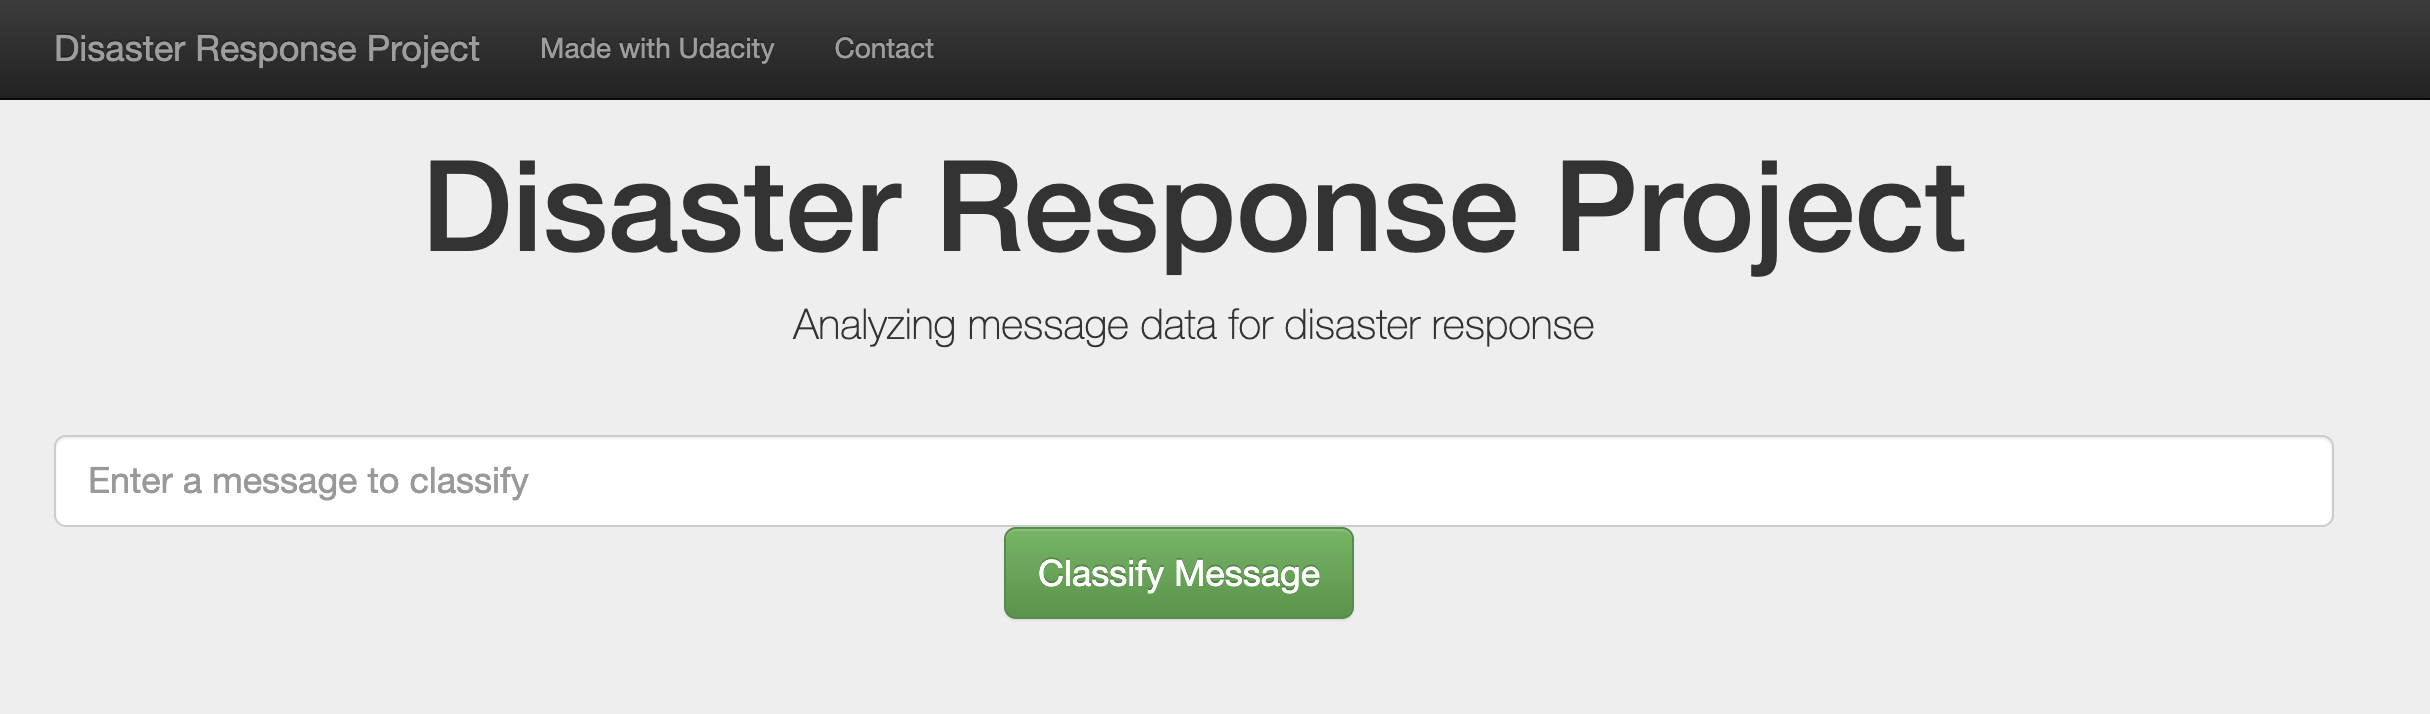 Disaster Response Project Made with Udacity Contact
Disaster Response Project
Analyzing message data for disaster response
Enter a message to classify
Classify Message